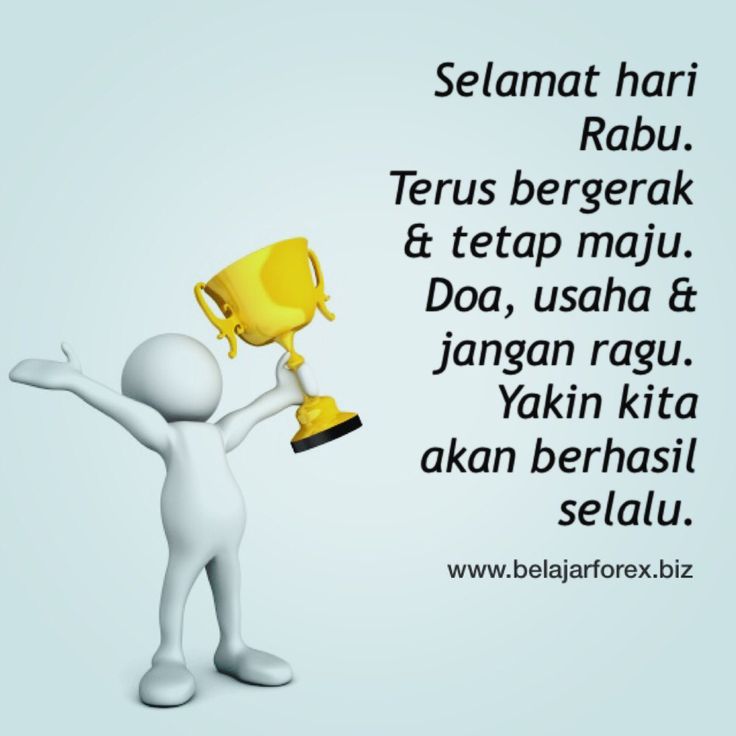 Selamat hari
Rabu.
Terus bergerak
& tetap maju.
Doa, usaha &
jangan ragu.
Yakin kita
akan berhasil
selalu.
www.belajarforex.biz